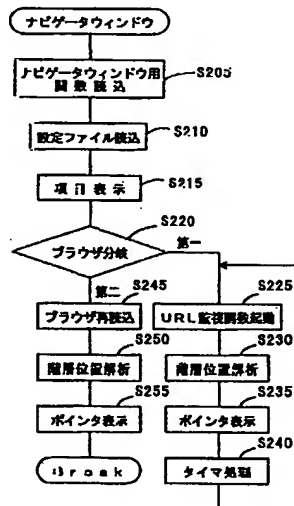 ナビゲータウィンドウ
S205
ナビゲータウィンドウ用
関数読込
S210
設定ファイル読込
S215
項目表示
S220
ブラウザ分岐
第一
第二
S245
ブラウザ再読込
S225
URL監視関数起動
S250
階層位置解析
S230
階層位置解析
S255
ポインタ表示
S235
ポインタ表示
Break
S240
タイマ処理